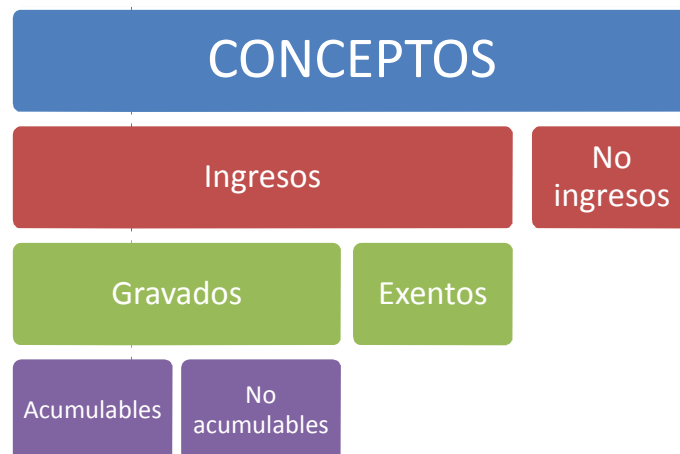 CONCEPTOS
Ingresos
No
ingresos
Gravados
Exentos
Acumulables
No
acumulables